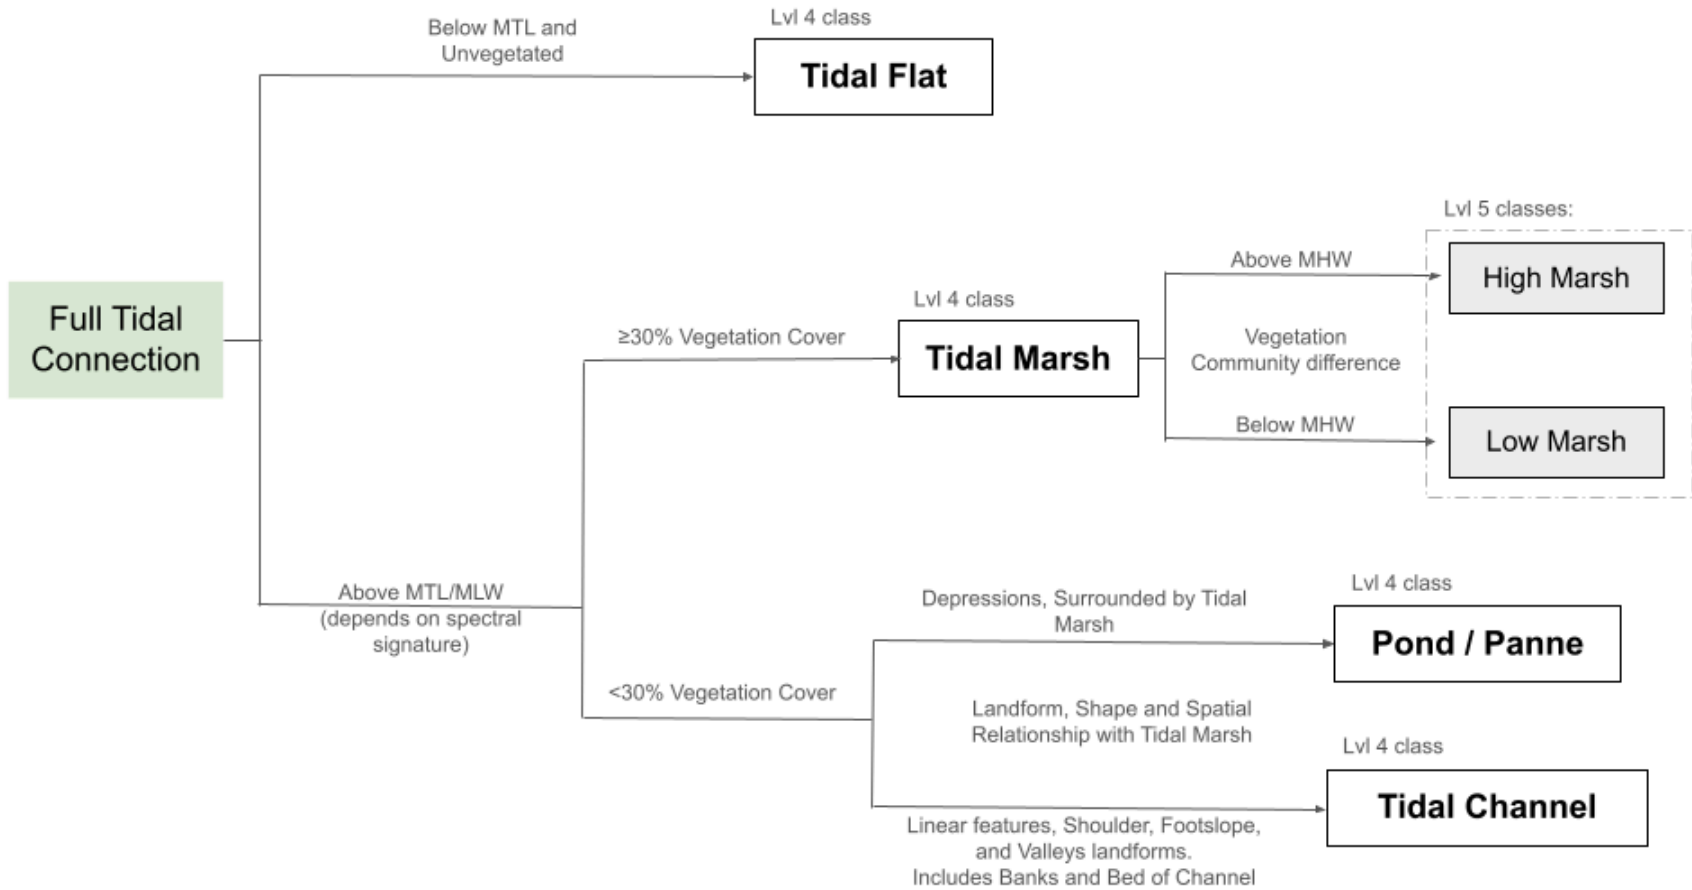 Lvl 4 class
Below MTL and
Unvegetated
Tidal Flat
Lvl 5 classes:
Above MHW
High Marsh
Full Tidal
Connection
Lvl 4 class
≥30% Vegetation Cover
Tidal Marsh
Vegetation
Community difference
Below MHW
Low Marsh
Above MTL/MLW
(depends on spectral
signature)
Lvl 4 class
Depressions, Surrounded by Tidal
Marsh
Pond / Panne
<30% Vegetation Cover
Landform, Shape and Spatial
Relationship with Tidal Marsh
Lvl 4 class
Tidal Channel
Linear features, Shoulder, Footslope,
and Valleys landforms.
Includes Banks and Bed of Channel